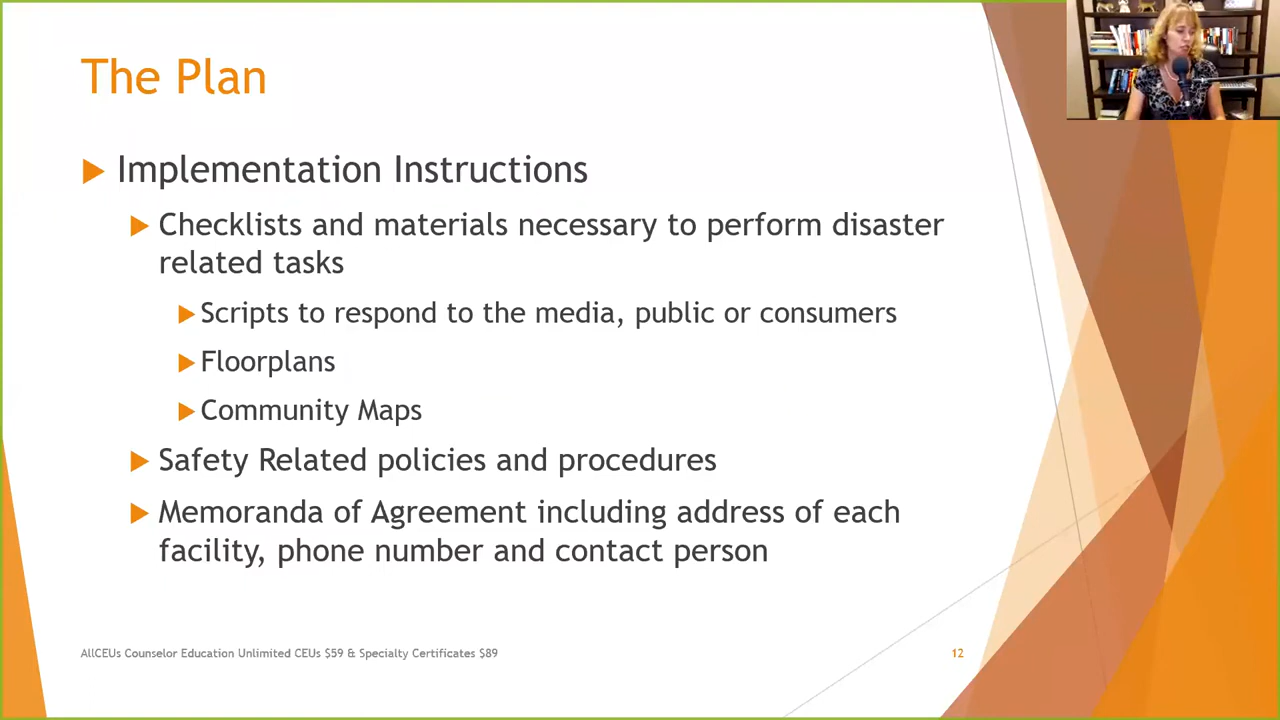 The Plan
Implementation Instructions
Checklists and materials necessary to perform disaster
related tasks
Scripts to respond to the media, public or consumers
Floorplans
Community Maps
Safety Related policies and procedures
Memoranda of Agreement including address of each
facility, phone number and contact person
AllCEUs Counselor Education Unlimited CEUs $59 & Specialty Certificates $89
12